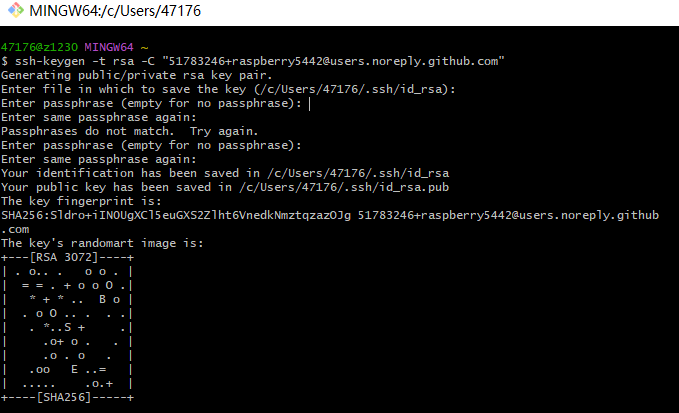 MINGW64:/c/Users/47176
47176@z1230 MINGW64 ~
$ ssh-keygen -t rsa -C "51783246+raspberry5442@users.noreply.github.com"
Generating public/private rsa key pair.
Enter file in which to save the key (/c/Users/47176/.ssh/id_rsa):
Enter passphrase (empty for no passphrase):
Enter same passphrase again:
Passphrases do not match.  Try again.
Enter passphrase (empty for no passphrase):
Enter same passphrase again:
Your identification has been saved in /c/Users/47176/.ssh/id_rsa
Your public key has been saved in /c/Users/47176/.ssh/id_rsa.pub
The key fingerprint is:
SHA256:Sldro+iINOUgXCl5euGXS2Zlht6VnedkNmztqzazOJg 51783246+raspberry5442@users.noreply.github
.com
The key's randomart image is:
+---[RSA 3072]----+
| . o.. .   o o . |
|  = = . + o o O .|
|   * + * ..  B o |
|  . o O .. .  . .|
|   . *..S +     .|
|     .o+ o .   . |
|     .o . o   .  |
|   .oo   E ..=   |
|  .....    .o.+  |
+----[SHA256]-----+